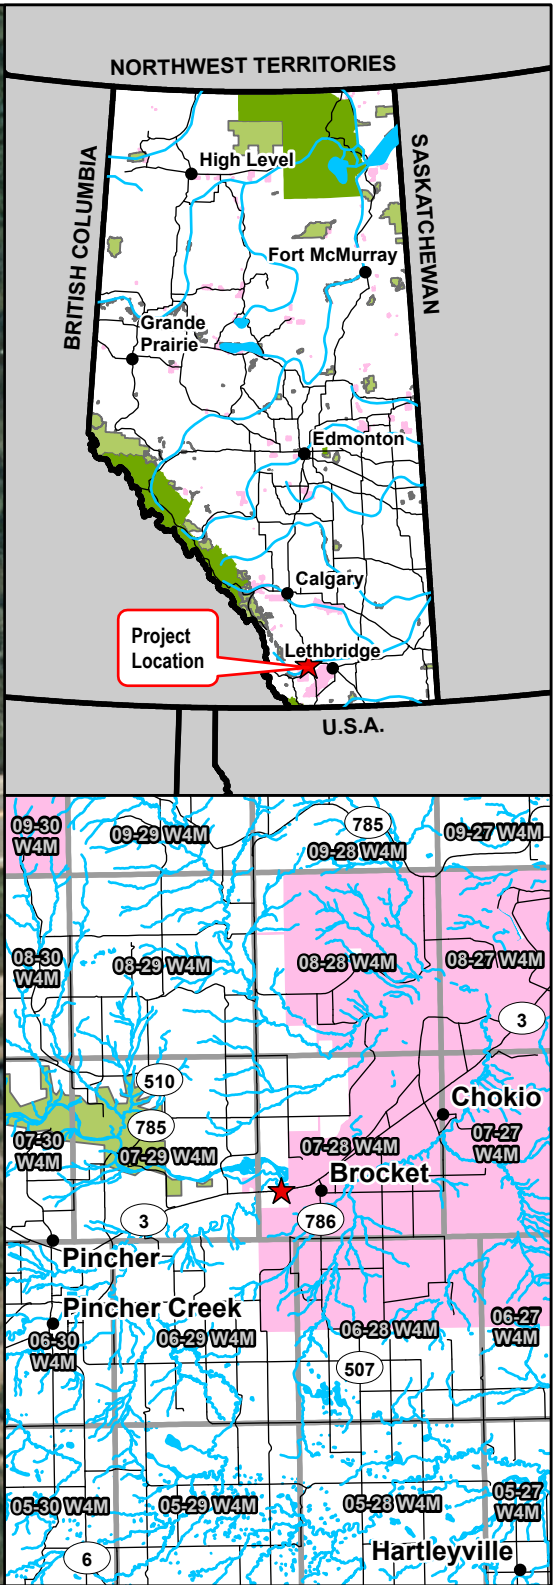 NORTHWEST TERRITORIES
BRITISH COLUMBIA
SASKATCHEWAN
High Level
Fort McMurray
Grande
Prairie
Edmonton
Calgary
Project
Location
Lethbridge
U.S.A.
09-30
W4M
09-29 W4M
785
09-28 W4M
09-27 W4M
08-30
W4M
08-29 W4M
08-28 W4M
08-27 W4M
3
510
785
Chokio
07-30
W4M
07-29 W4M
07-28 W4M
07-27
W4M
Brocket
3
786
Pincher
Pincher Creek
06-30
W4M
06-29 W4M
06-28 W4M
06-27
W4M
507
05-30 W4M
05-29 W4M
05-28 W4M
05-27
W4M
6
Hartleyville